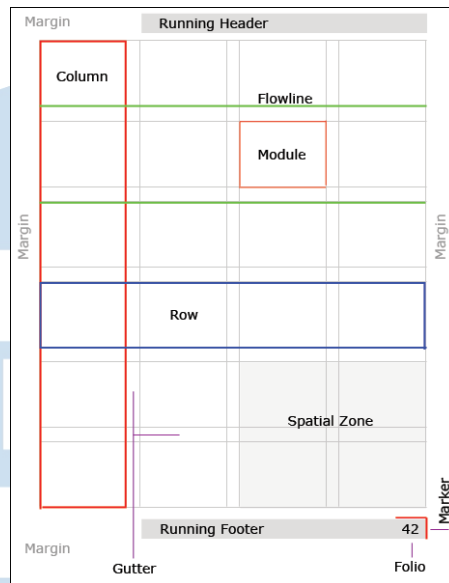 Margin
Running Header
Column
Flowline
Module
Margin
Margin
Row
Spatial Zone
Marker
Running Footer
42
Margin
Gutter
Folio